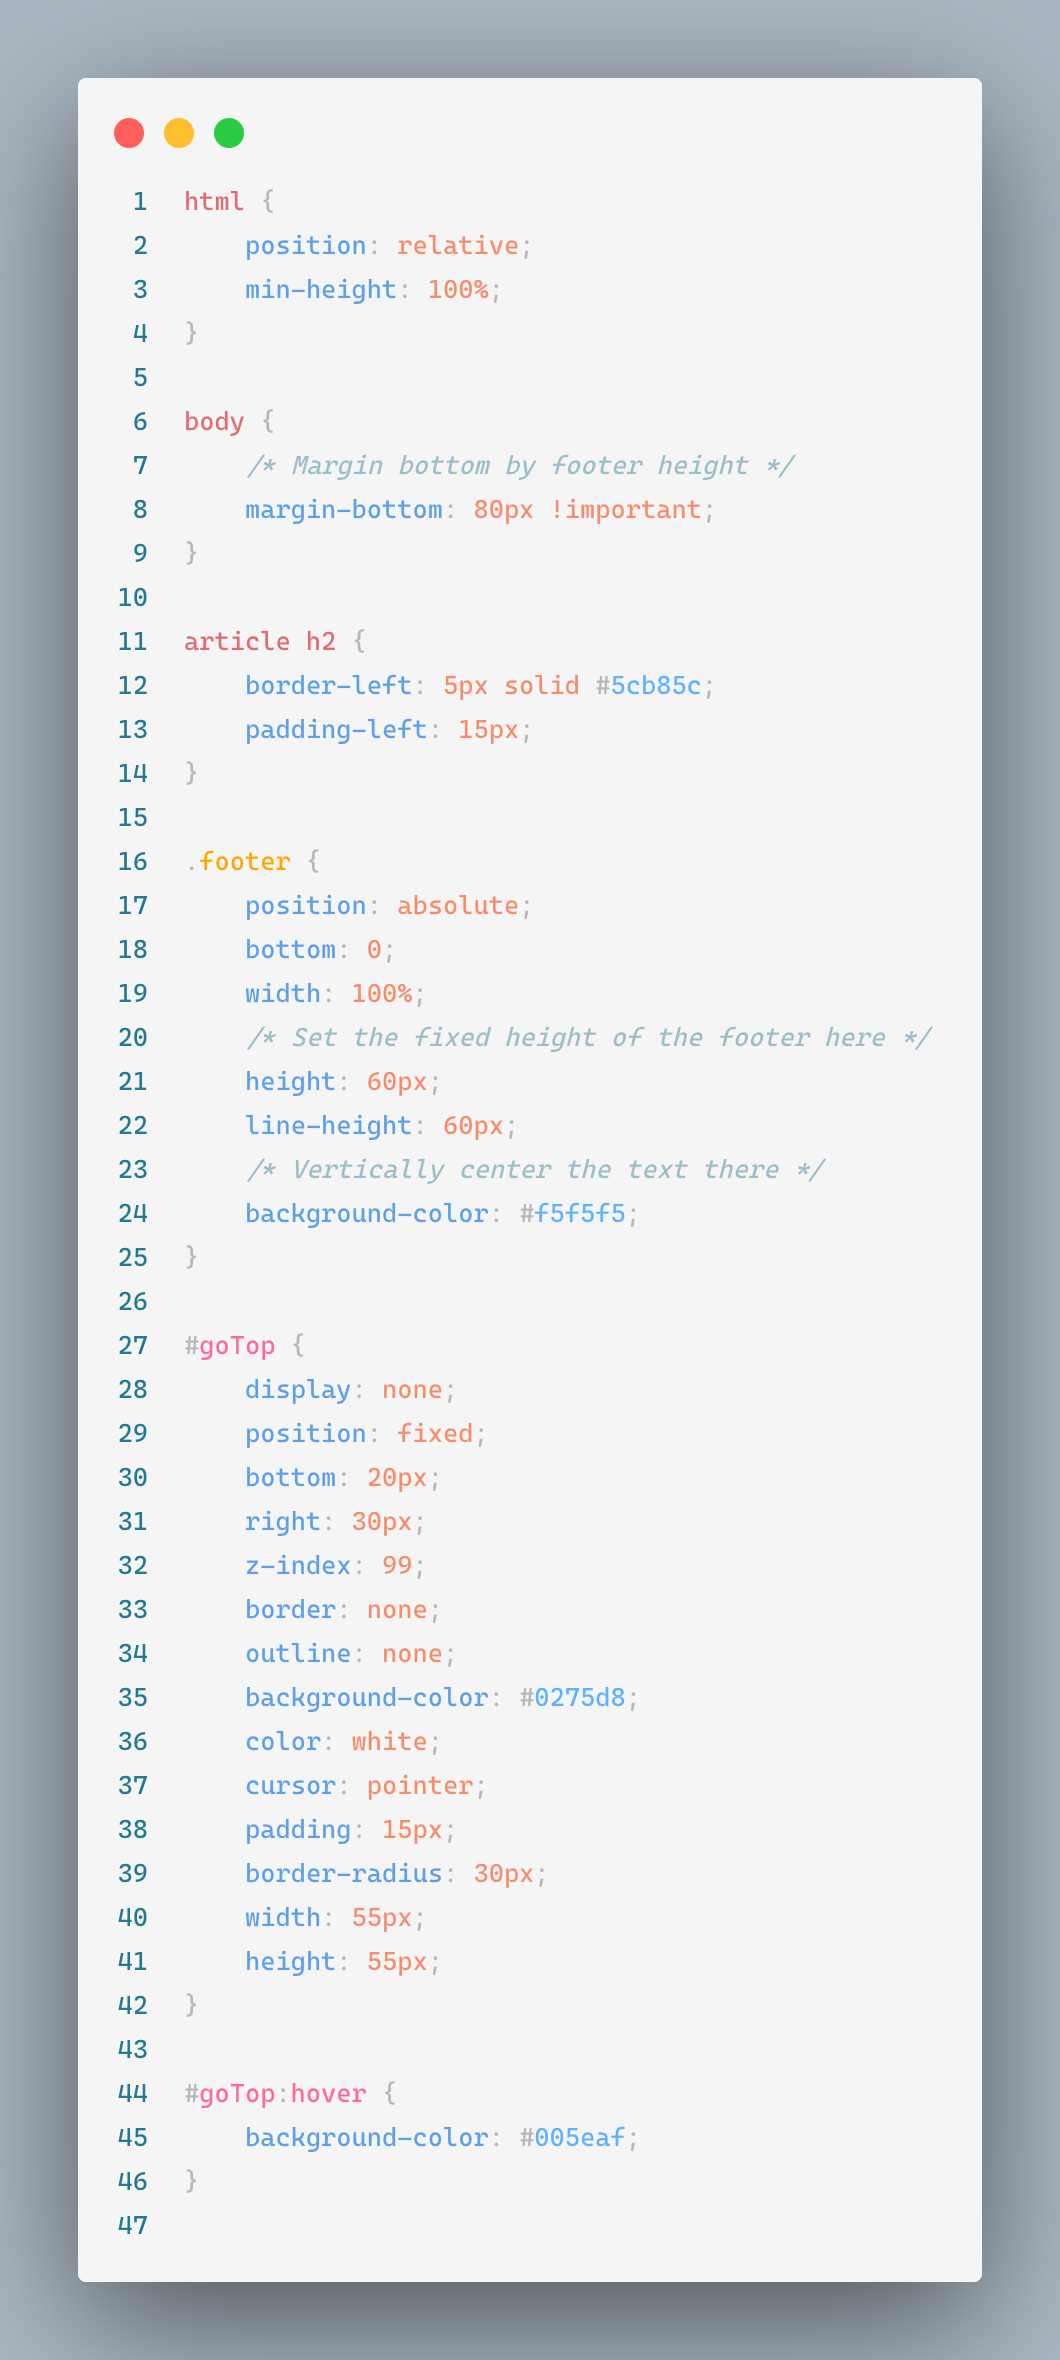 1 html {
2     position: relative;
3     min-height: 100%;
4 }
5
6 body {
7     /* Margin bottom by footer height */
8     margin-bottom: 80px !important;
9 }
10
11 article h2 {
12     border-left: 5px solid #5cb85c;
13     padding-left: 15px;
14 }
15
16 .footer {
17     position: absolute;
18     bottom: 0;
19     width: 100%;
20     /* Set the fixed height of the footer here */
21     height: 60px;
22     line-height: 60px;
23     /* Vertically center the text there */
24     background-color: #f5f5f5;
25 }
26
27 #goTop {
28     display: none;
29     position: fixed;
30     bottom: 20px;
31     right: 30px;
32     z-index: 99;
33     border: none;
34     outline: none;
35     background-color: #0275d8;
36     color: white;
37     cursor: pointer;
38     padding: 15px;
39     border-radius: 30px;
40     width: 55px;
41     height: 55px;
42 }
43
44 #goTop:hover {
45     background-color: #005eaf;
46 }
47